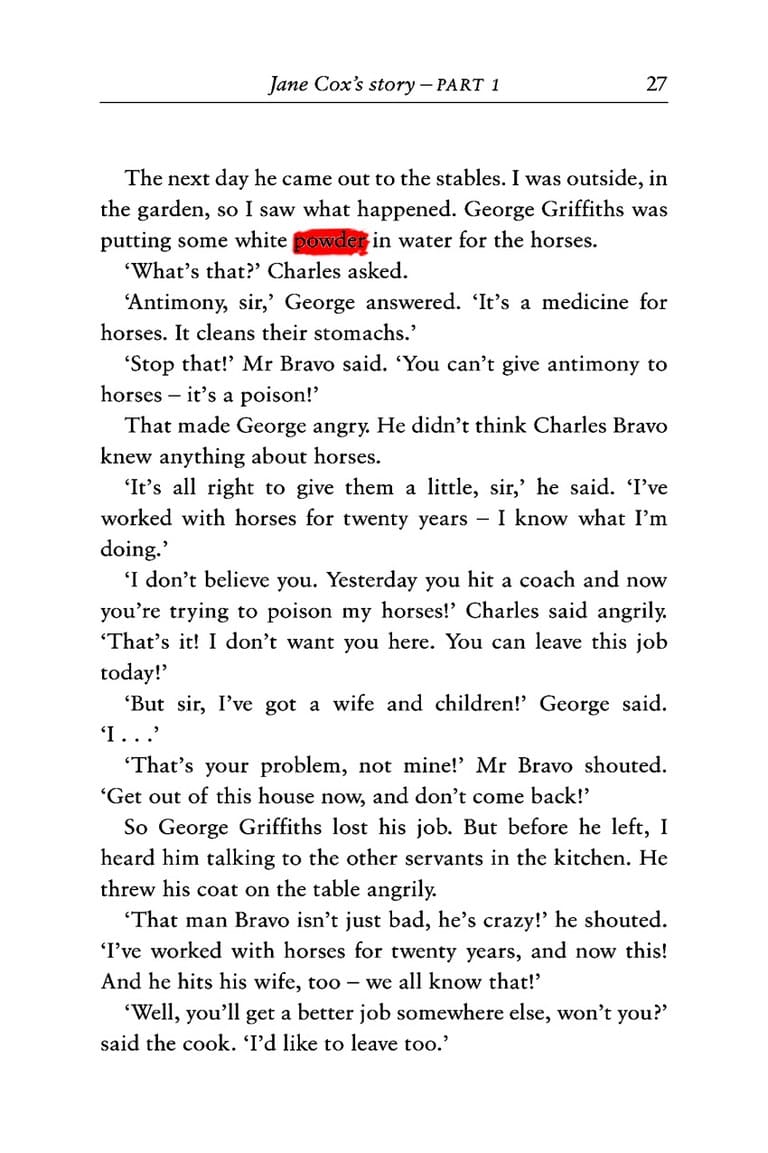 Jane Cox's story – PART 1 27
The next day he came out to the stables. I was outside, in
the garden, so I saw what happened. George Griffiths was
putting some white powder in water for the horses.
‘What’s that?’ Charles asked.
‘Antimony, sir,’ George answered. ‘It’s a medicine for
horses. It cleans their stomachs.’
‘Stop that!’ Mr Bravo said. ‘You can’t give antimony to
horses – it’s a poison!’
That made George angry. He didn’t think Charles Bravo
knew anything about horses.
‘It’s all right to give them a little, sir,’ he said. ‘I’ve
worked with horses for twenty years – I know what I’m
doing.’
‘I don’t believe you. Yesterday you hit a coach and now
you’re trying to poison my horses!’ Charles said angrily.
‘That’s it! I don’t want you here. You can leave this job
today!’
‘But sir, I’ve got a wife and children!’ George said.
‘I . . .’
‘That’s your problem, not mine!’ Mr Bravo shouted.
‘Get out of this house now, and don’t come back!’
So George Griffiths lost his job. But before he left, I
heard him talking to the other servants in the kitchen. He
threw his coat on the table angrily.
‘That man Bravo isn’t just bad, he’s crazy!’ he shouted.
‘I’ve worked with horses for twenty years, and now this!
And he hits his wife, too – we all know that!’
‘Well, you’ll get a better job somewhere else, won’t you?’
said the cook. ‘I’d like to leave too.’